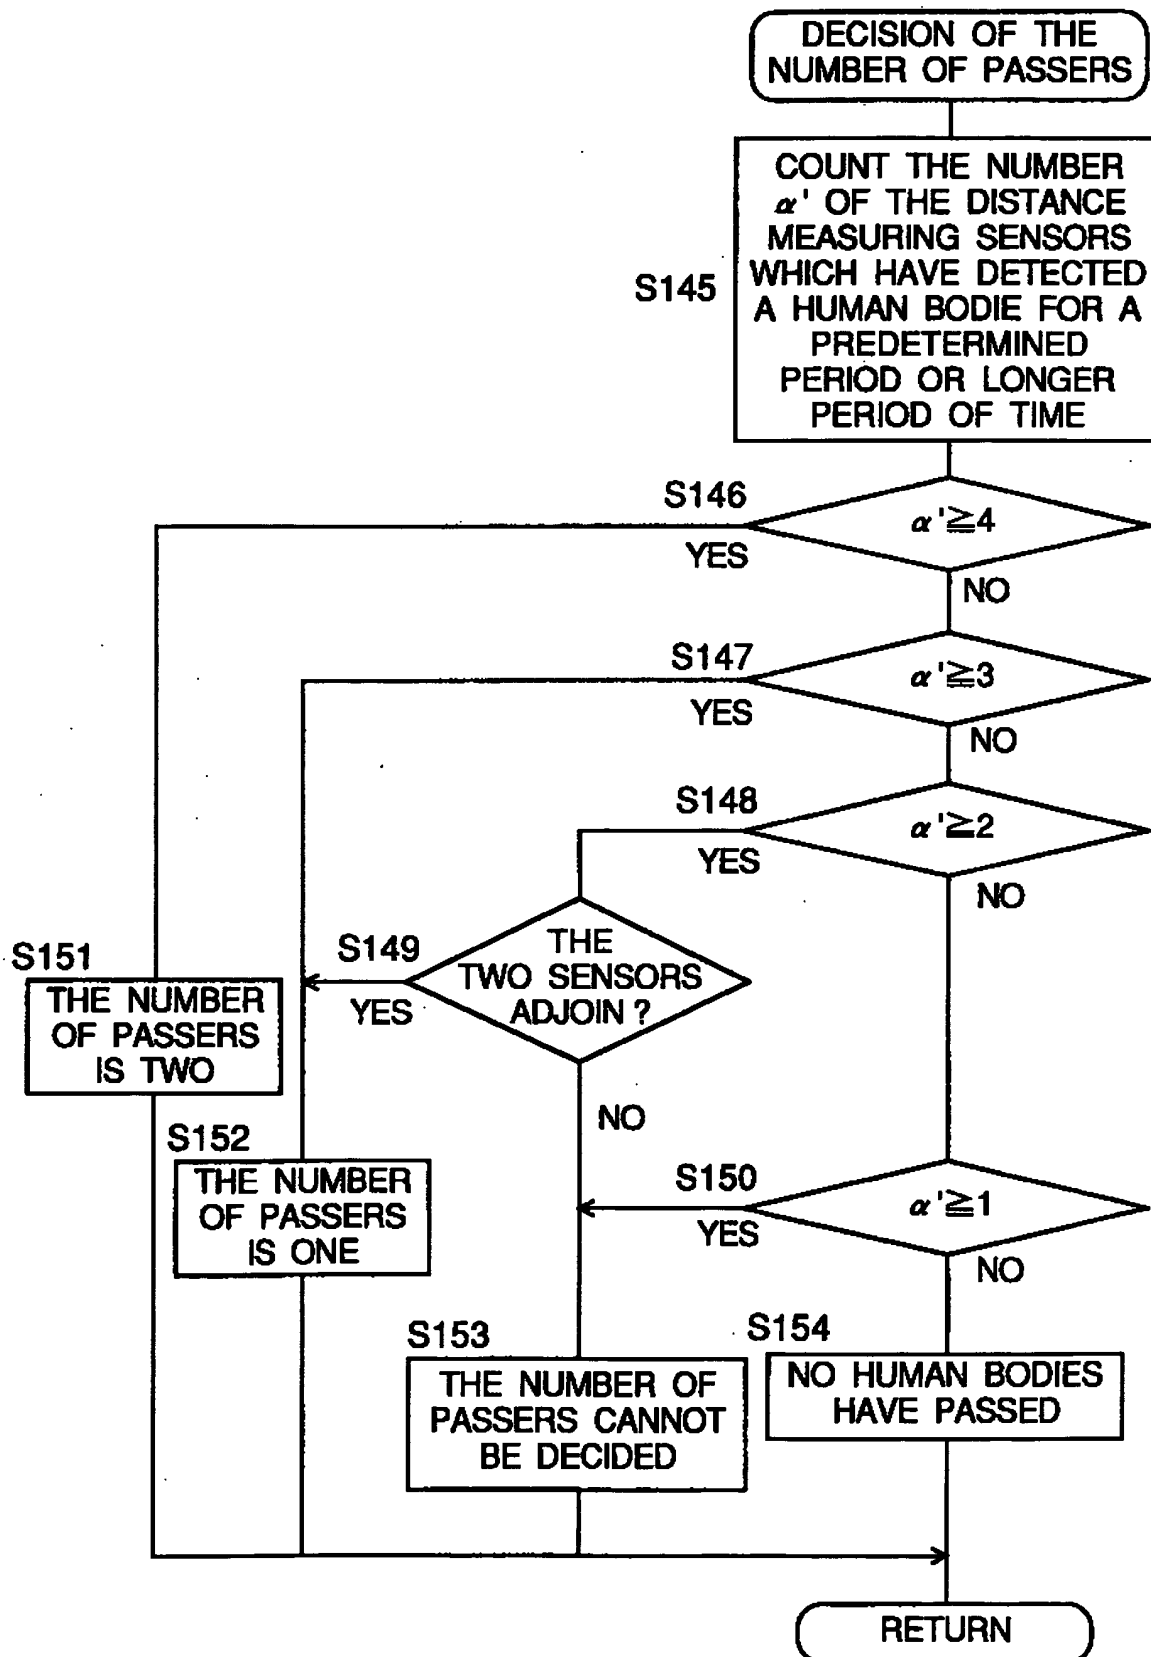 DECISION OF THE
NUMBER OF PASSERS
COUNT THE NUMBER
α' OF THE DISTANCE
MEASURING SENSORS
WHICH HAVE DETECTED
A HUMAN BODIE FOR A
PREDETERMINED
PERIOD OR LONGER
PERIOD OF TIME
S145
S146
α'≧4
YES
NO
S147
α'≧3
YES
NO
S148
α'≧2
YES
NO
S149
THE
TWO SENSORS
ADJOIN?
YES
NO
S151
THE NUMBER
OF PASSERS
IS TWO
S152
THE NUMBER
OF PASSERS
IS ONE
S150
α'≧1
YES
NO
S153
THE NUMBER OF
PASSERS CANNOT
BE DECIDED
S154
NO HUMAN BODIES
HAVE PASSED
RETURN